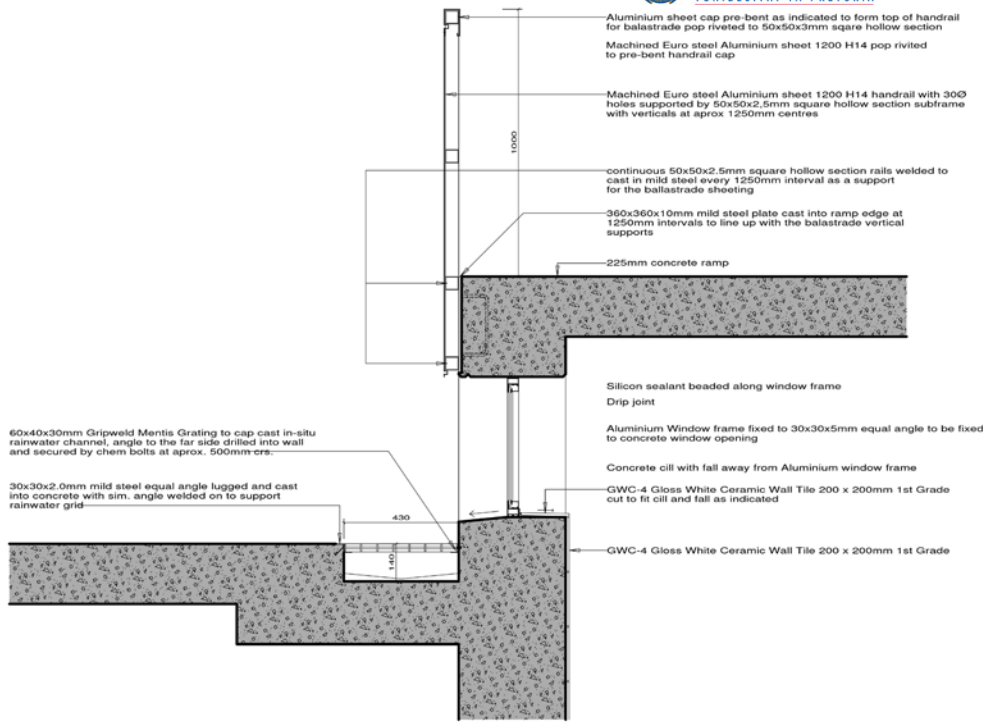 Aluminium sheet cap pre-bent as indicated to form top of handrail
for balastrade pop riveted to 50x50x3mm sqare hollow section
Machined Euro steel Aluminium sheet 1200 H14 pop rivited
to pre-bent handrail cap
Machined Euro steel Aluminium sheet 1200 H14 handrail with 30Ø
holes supported by 50x50x2,5mm square hollow section subframe
with verticals at aprox 1250mm centres
1000
continuous 50x50x2.5mm square hollow section rails welded to
cast in mild steel every 1250mm interval as a support
for the ballastrade sheeting
360x360x10mm mild steel plate cast into ramp edge at
1250mm intervals to line up with the balastrade vertical
supports
225mm concrete ramp
Silicon sealant beaded along window frame
Drip joint
Aluminium Window frame fixed to 30x30x5mm equal angle to be fixed
to concrete window opening
Concrete cill with fall away from Aluminium window frame
GWC-4 Gloss White Ceramic Wall Tile 200 x 200mm 1st Grade
cut to fit cill and fall as indicated
GWC-4 Gloss White Ceramic Wall Tile 200 x 200mm 1st Grade
60x40x30mm Gripweld Mentis Grating to cap cast in-situ
rainwater channel, angle to the far side drilled into wall
and secured by chem bolts at aprox. 500mm crs.
30x30x2.0mm mild steel equal angle lugged and cast
into concrete with sim. angle welded on to support
rainwater grid
430
140